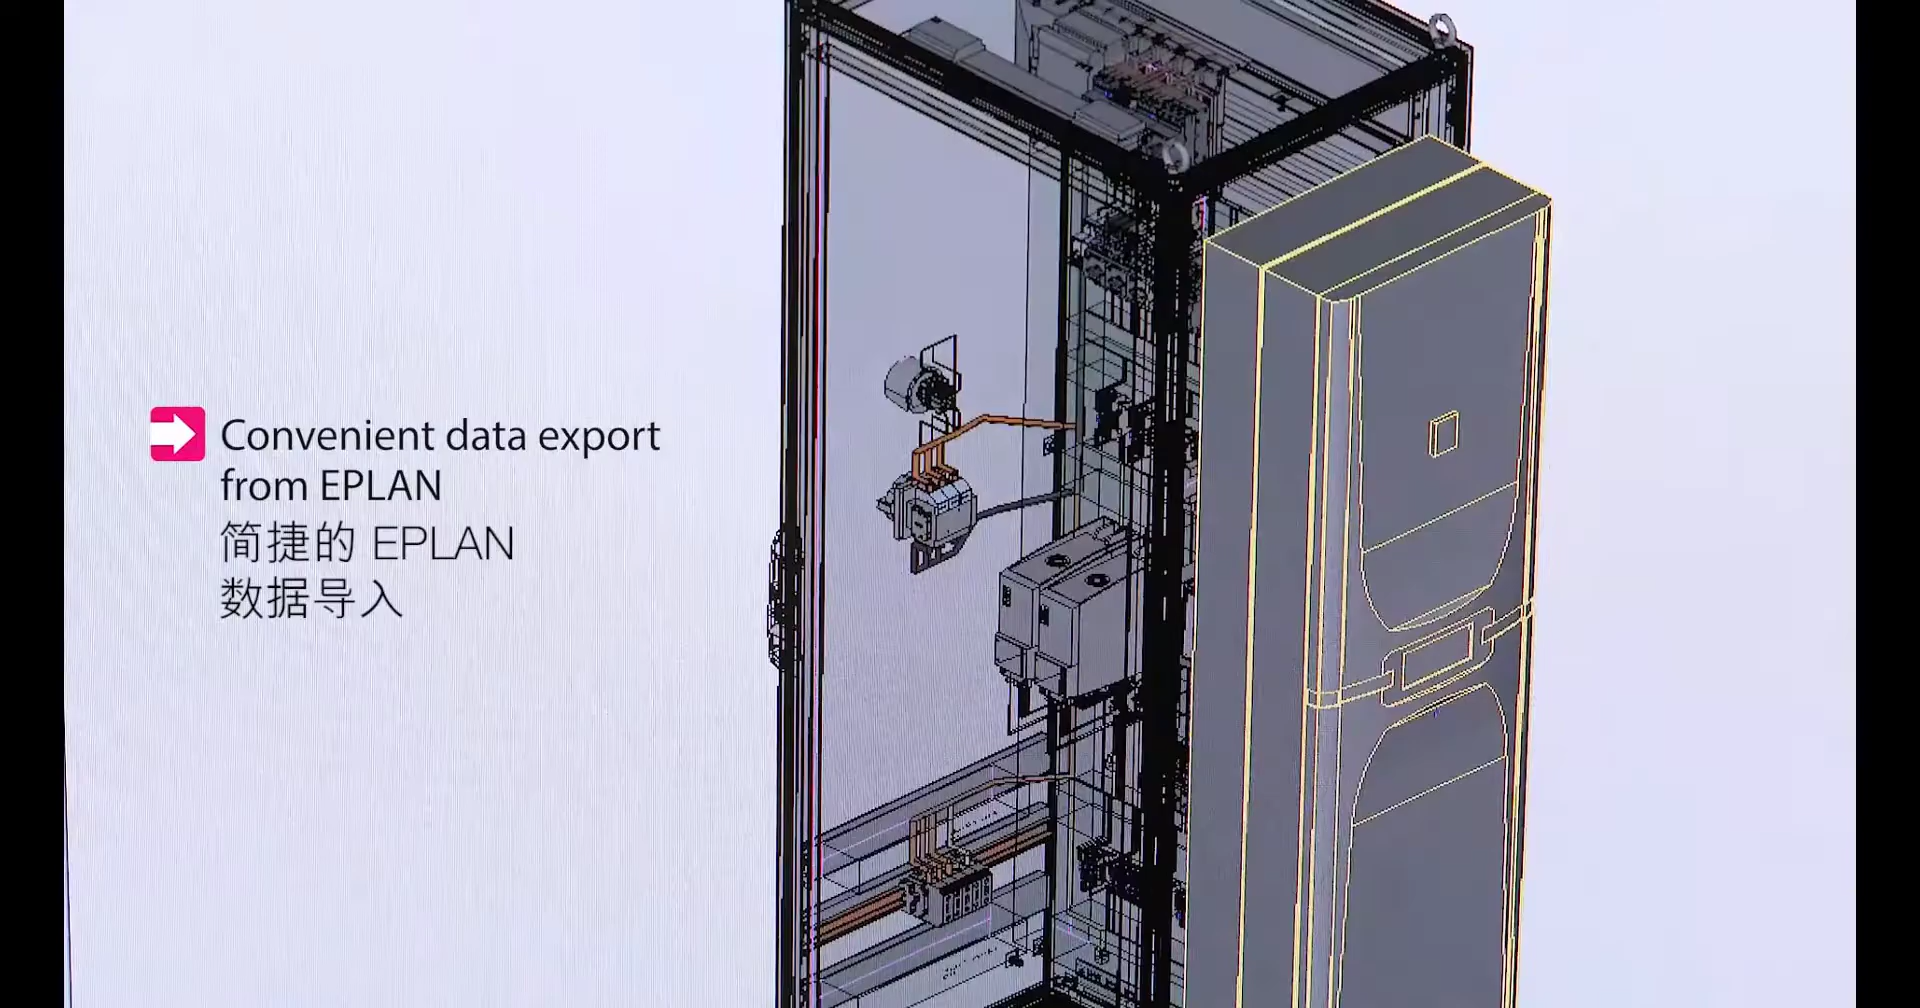 Convenient data export
from EPLAN
简捷的 EPLAN
数据导入